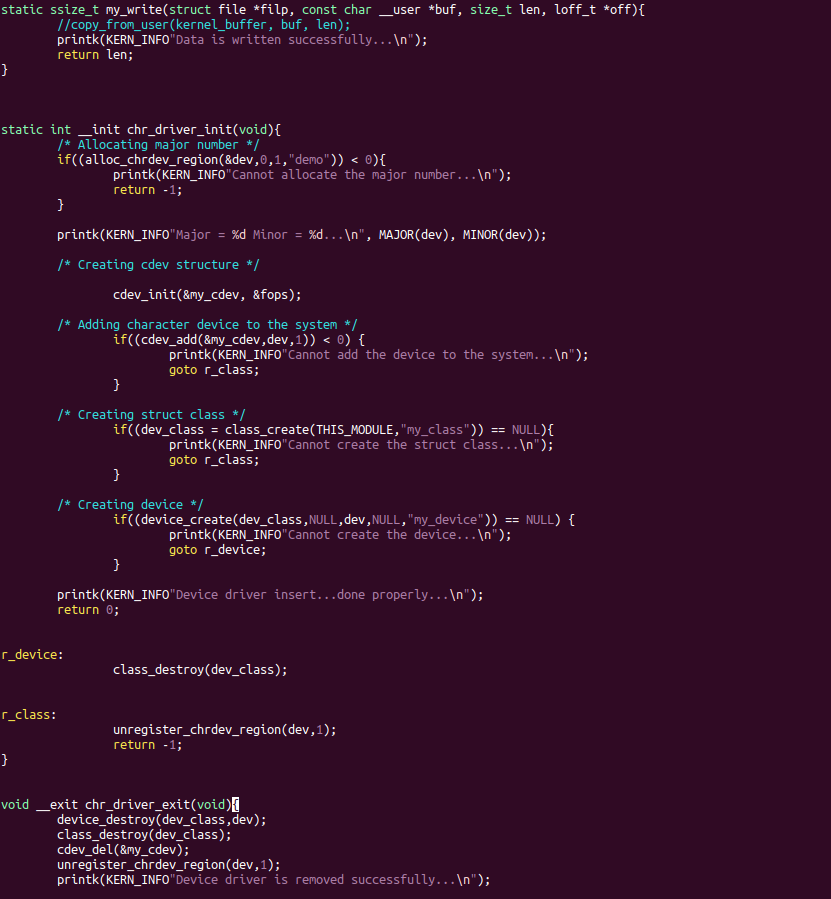 static ssize_t my_write(struct file *filp, const char __user *buf, size_t len, loff_t *off){
        //copy_from_user(kernel_buffer, buf, len);
        printk(KERN_INFO"Data is written successfully...\n");
        return len;
}

static int __init chr_driver_init(void){
        /* Allocating major number */
        if((alloc_chrdev_region(&dev,0,1,"demo")) < 0){
                printk(KERN_INFO"Cannot allocate the major number...\n");
                return -1;
        }

        printk(KERN_INFO"Major = %d Minor = %d...\n", MAJOR(dev), MINOR(dev));

        /* Creating cdev structure */

                cdev_init(&my_cdev, &fops);

        /* Adding character device to the system */
                if((cdev_add(&my_cdev,dev,1)) < 0) {
                        printk(KERN_INFO"Cannot add the device to the system...\n");
                        goto r_class;
                }

        /* Creating struct class */
                if((dev_class = class_create(THIS_MODULE,"my_class")) == NULL){
                        printk(KERN_INFO"Cannot create the struct class...\n");
                        goto r_class;
                }

        /* Creating device */
                if((device_create(dev_class,NULL,dev,NULL,"my_device")) == NULL) {
                        printk(KERN_INFO"Cannot create the device...\n");
                        goto r_device;
                }

        printk(KERN_INFO"Device driver insert...done properly...\n");
        return 0;

r_device:
                class_destroy(dev_class);

r_class:
                unregister_chrdev_region(dev,1);
                return -1;
}

void __exit chr_driver_exit(void){
        device_destroy(dev_class,dev);
        class_destroy(dev_class);
        cdev_del(&my_cdev);
        unregister_chrdev_region(dev,1);
        printk(KERN_INFO"Device driver is removed successfully...\n");